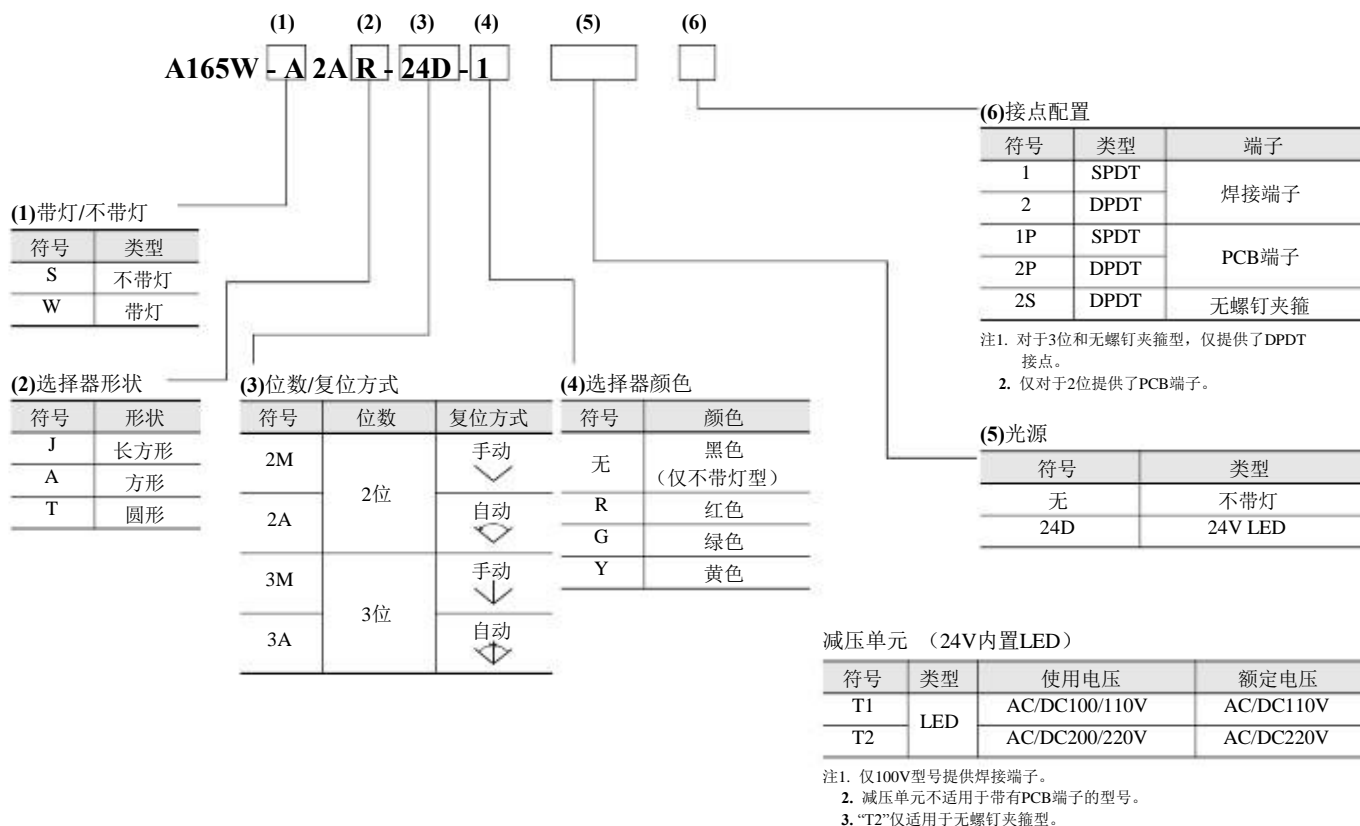 (1) (2) (3) (4) (5) (6)
A165W - A 2A R - 24D - 1
(6)接点配置
符号 类型 端子
1 SPDT 焊接端子
2 DPDT
1P SPDT PCB端子
2P DPDT
2S DPDT 无螺钉夹箍
注1. 对于3位和无螺钉夹箍型，仅提供了DPDT
接点。
2. 仅对于2位提供了PCB端子。
(1)带灯/不带灯
符号 类型
S 不带灯
W 带灯
(2)选择器形状
符号 形状
J 长方形
A 方形
T 圆形
(3)位数/复位方式
符号 位数 复位方式
2M 2位 手动
2A 自动
3M 3位 手动
3A 自动
(4)选择器颜色
符号 颜色
无 黑色
（仅不带灯型）
R 红色
G 绿色
Y 黄色
(5)光源
符号 类型
无 不带灯
24D 24V LED
减压单元 （24V内置LED）
符号 类型 使用电压 额定电压
T1 LED AC/DC100/110V AC/DC110V
T2 AC/DC200/220V AC/DC220V
注1. 仅100V型号提供焊接端子。
2. 减压单元不适用于带有PCB端子的型号。
3. “T2”仅适用于无螺钉夹箍型。